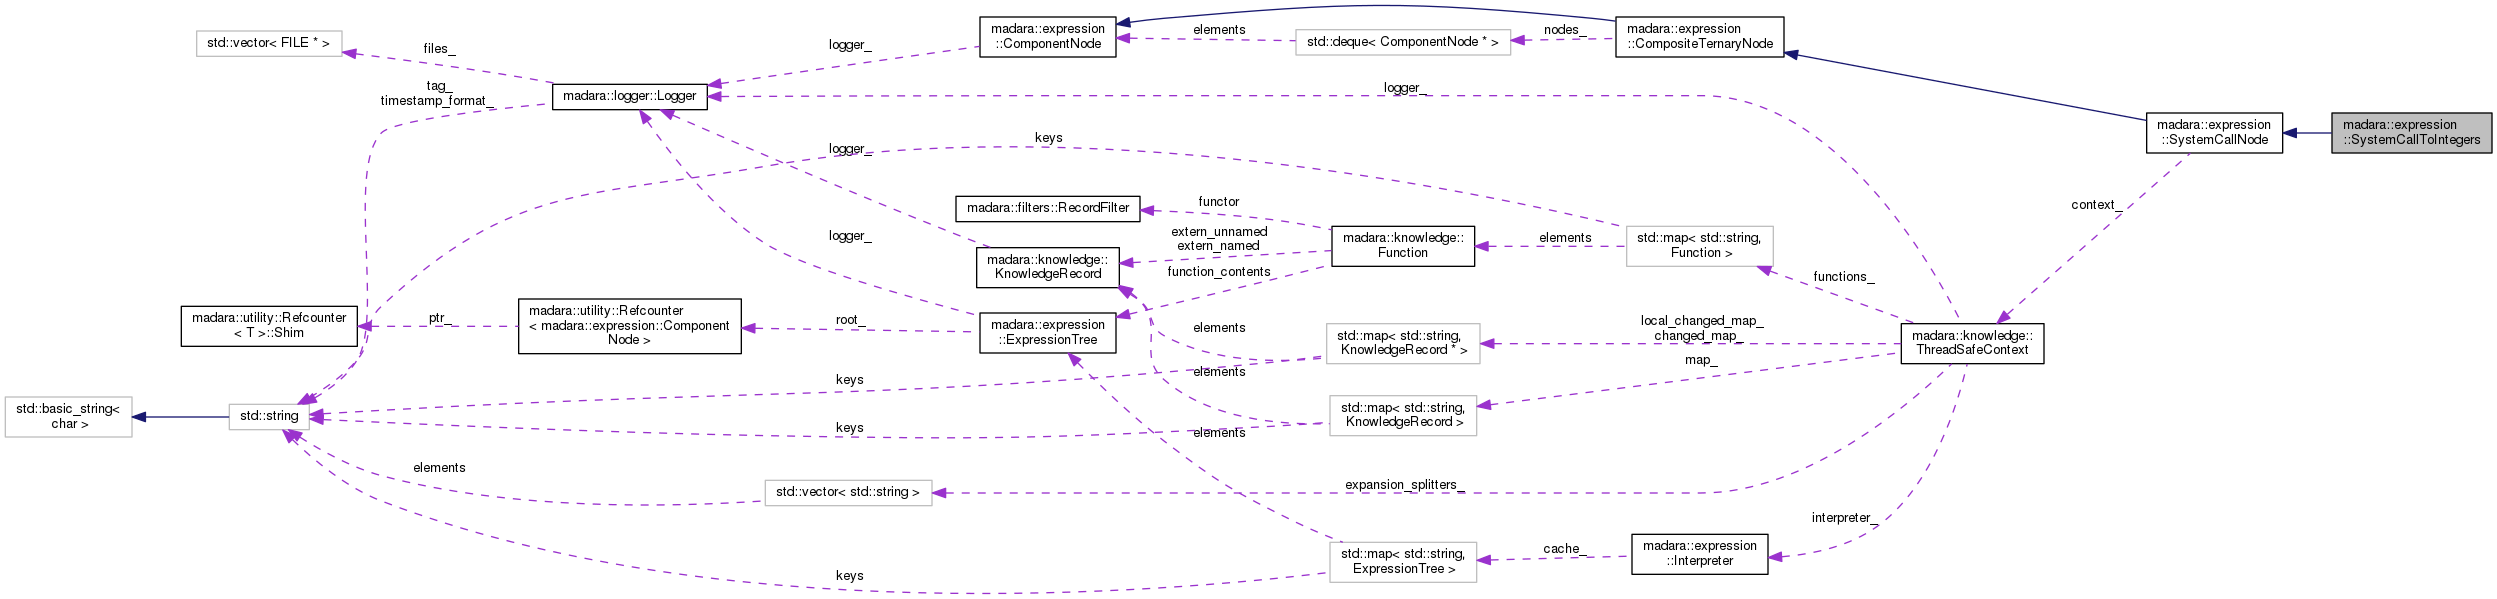 std::vector< FILE * >
files_
tag_
timestamp_format_
madara::logger::Logger
logger_
madara::expression
::ComponentNode
elements
std::deque< ComponentNode * >
nodes_
madara::expression
::CompositeTernaryNode
logger_
madara::expression
::SystemCallNode
madara::expression
::SystemCallToIntegers
keys
logger_
context_
madara::filters::RecordFilter
functor
extern_unnamed
extern_named
madara::knowledge::
Function
elements
std::map< std::string,
Function >
logger_
madara::knowledge::
KnowledgeRecord
function_contents
functions_
madara::utility::Refcounter
< T >::Shim
ptr_
madara::utility::Refcounter
< madara::expression::Component
Node >
root_
madara::expression
::ExpressionTree
elements
std::map< std::string,
KnowledgeRecord * >
local_changed_map_
changed_map_
madara::knowledge::
ThreadSafeContext
map_
keys
elements
std::map< std::string,
KnowledgeRecord >
std::basic_string<
char >
std::string
keys
elements
elements
std::vector< std::string >
expansion_splitters_
interpreter_
keys
std::map< std::string,
ExpressionTree >
cache_
madara::expression
::Interpreter